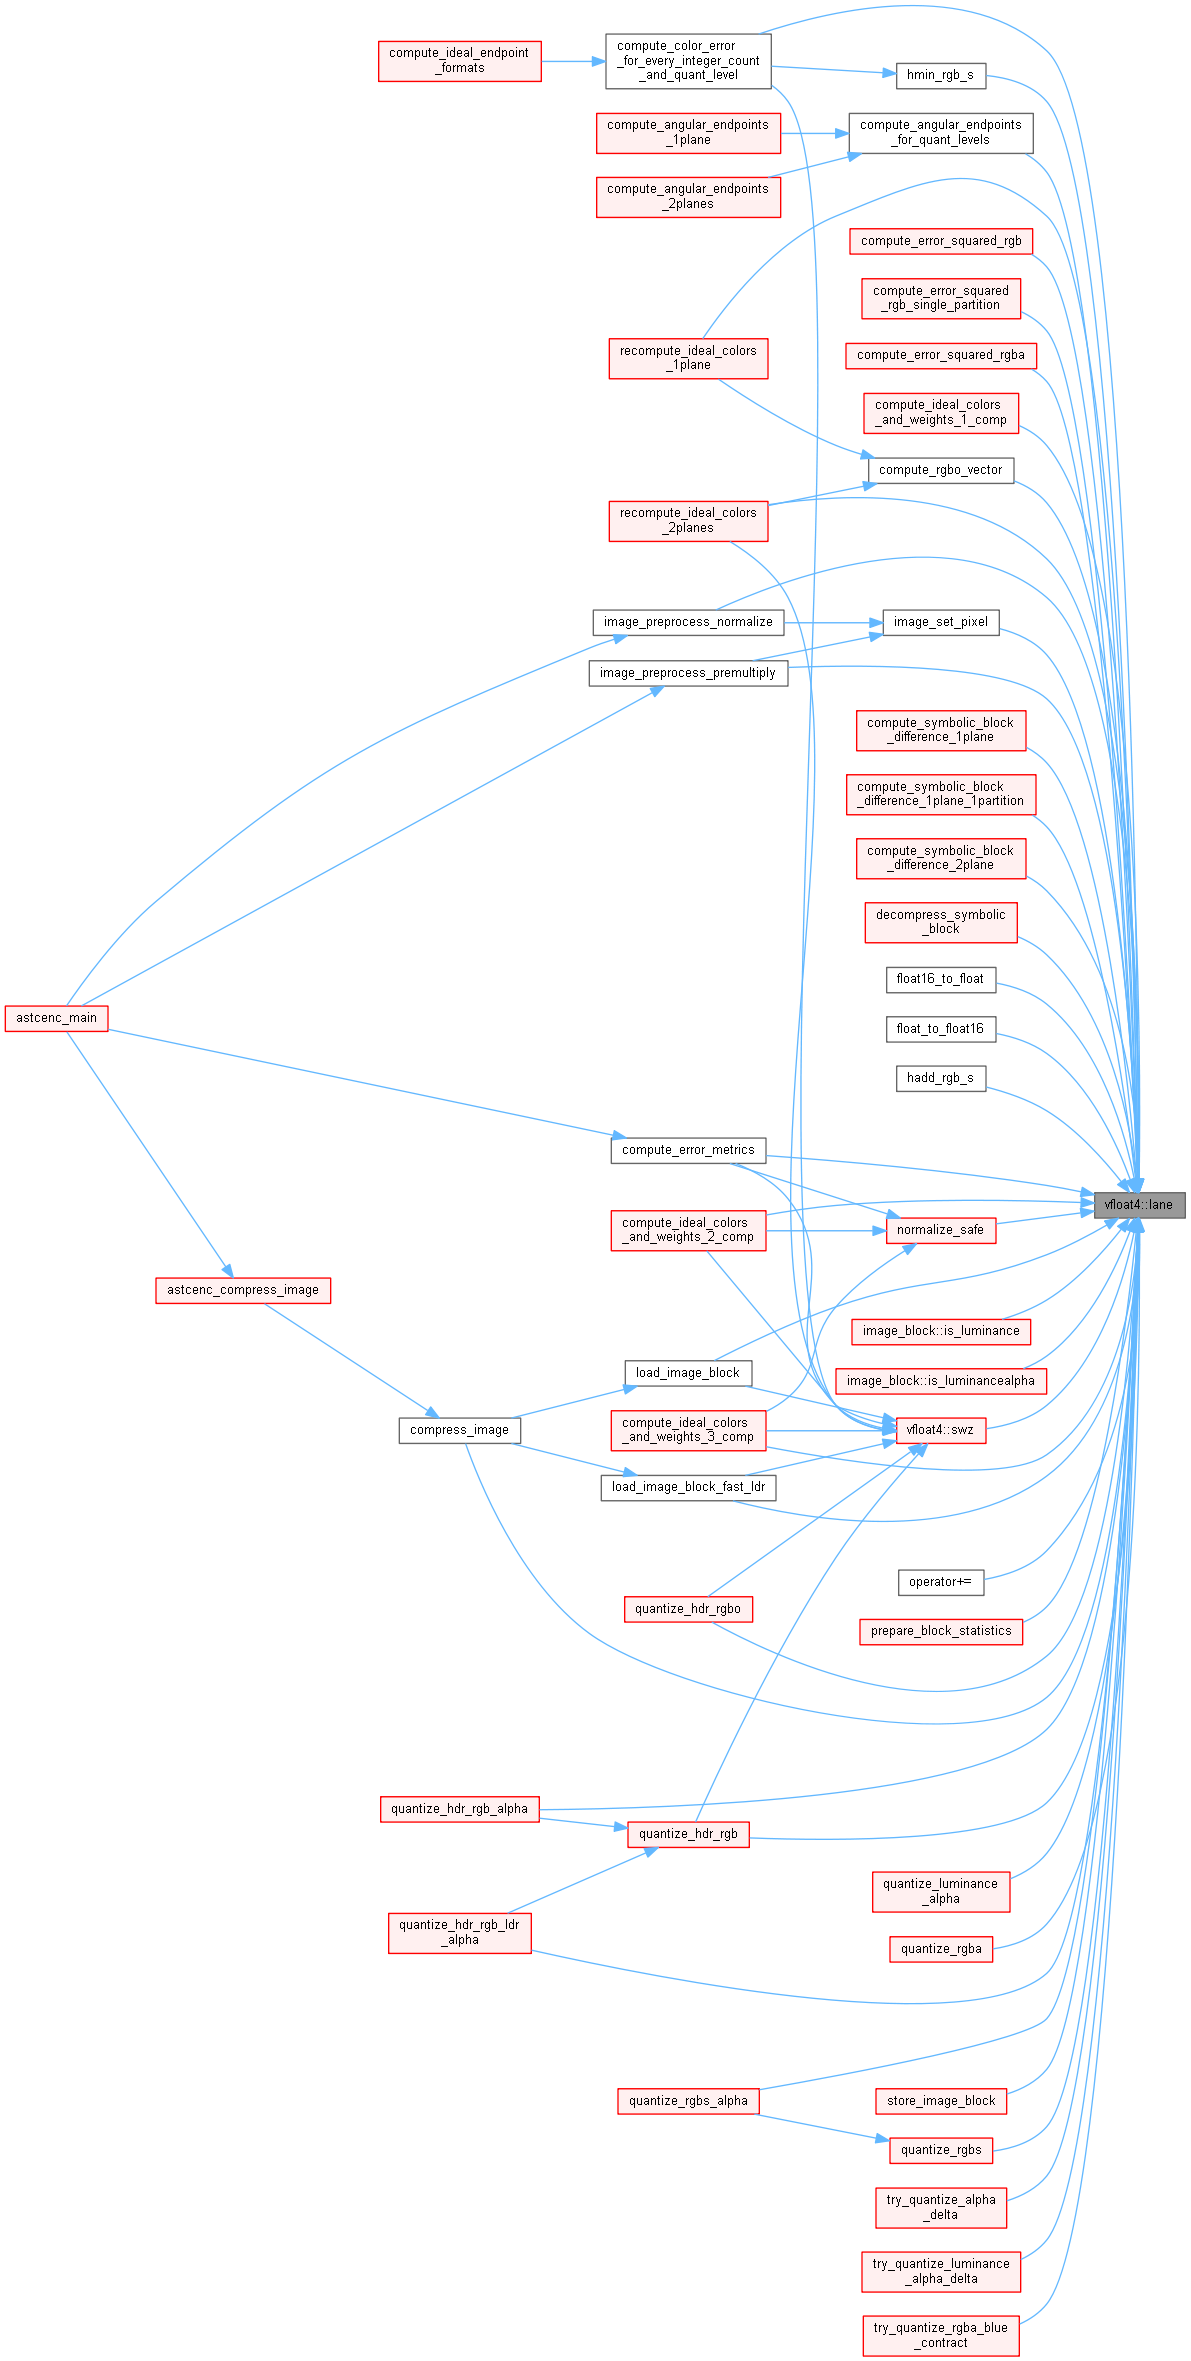 compute_ideal_endpoint
_formats
compute_color_error
_for_every_integer_count
_and_quant_level
hmin_rgb_s
compute_angular_endpoints
_1plane
compute_angular_endpoints
_for_quant_levels
compute_angular_endpoints
_2planes
compute_error_squared_rgb
compute_error_squared
_rgb_single_partition
recompute_ideal_colors
_1plane
compute_error_squared_rgba
compute_ideal_colors
_and_weights_1_comp
compute_rgbo_vector
recompute_ideal_colors
_2planes
image_preprocess_normalize
image_set_pixel
image_preprocess_premultiply
compute_symbolic_block
_difference_1plane
compute_symbolic_block
_difference_1plane_1partition
compute_symbolic_block
_difference_2plane
decompress_symbolic
_block
float16_to_float
astcenc_main
float_to_float16
hadd_rgb_s
compute_error_metrics
vfloat4::lane
compute_ideal_colors
_and_weights_2_comp
normalize_safe
astcenc_compress_image
image_block::is_luminance
load_image_block
image_block::is_luminancealpha
compress_image
compute_ideal_colors
_and_weights_3_comp
vfloat4::swz
load_image_block_fast_ldr
operator+=
quantize_hdr_rgbo
prepare_block_statistics
quantize_hdr_rgb_alpha
quantize_hdr_rgb
quantize_luminance
_alpha
quantize_hdr_rgb_ldr
_alpha
quantize_rgba
quantize_rgbs_alpha
store_image_block
quantize_rgbs
try_quantize_alpha
_delta
try_quantize_luminance
_alpha_delta
try_quantize_rgba_blue
_contract